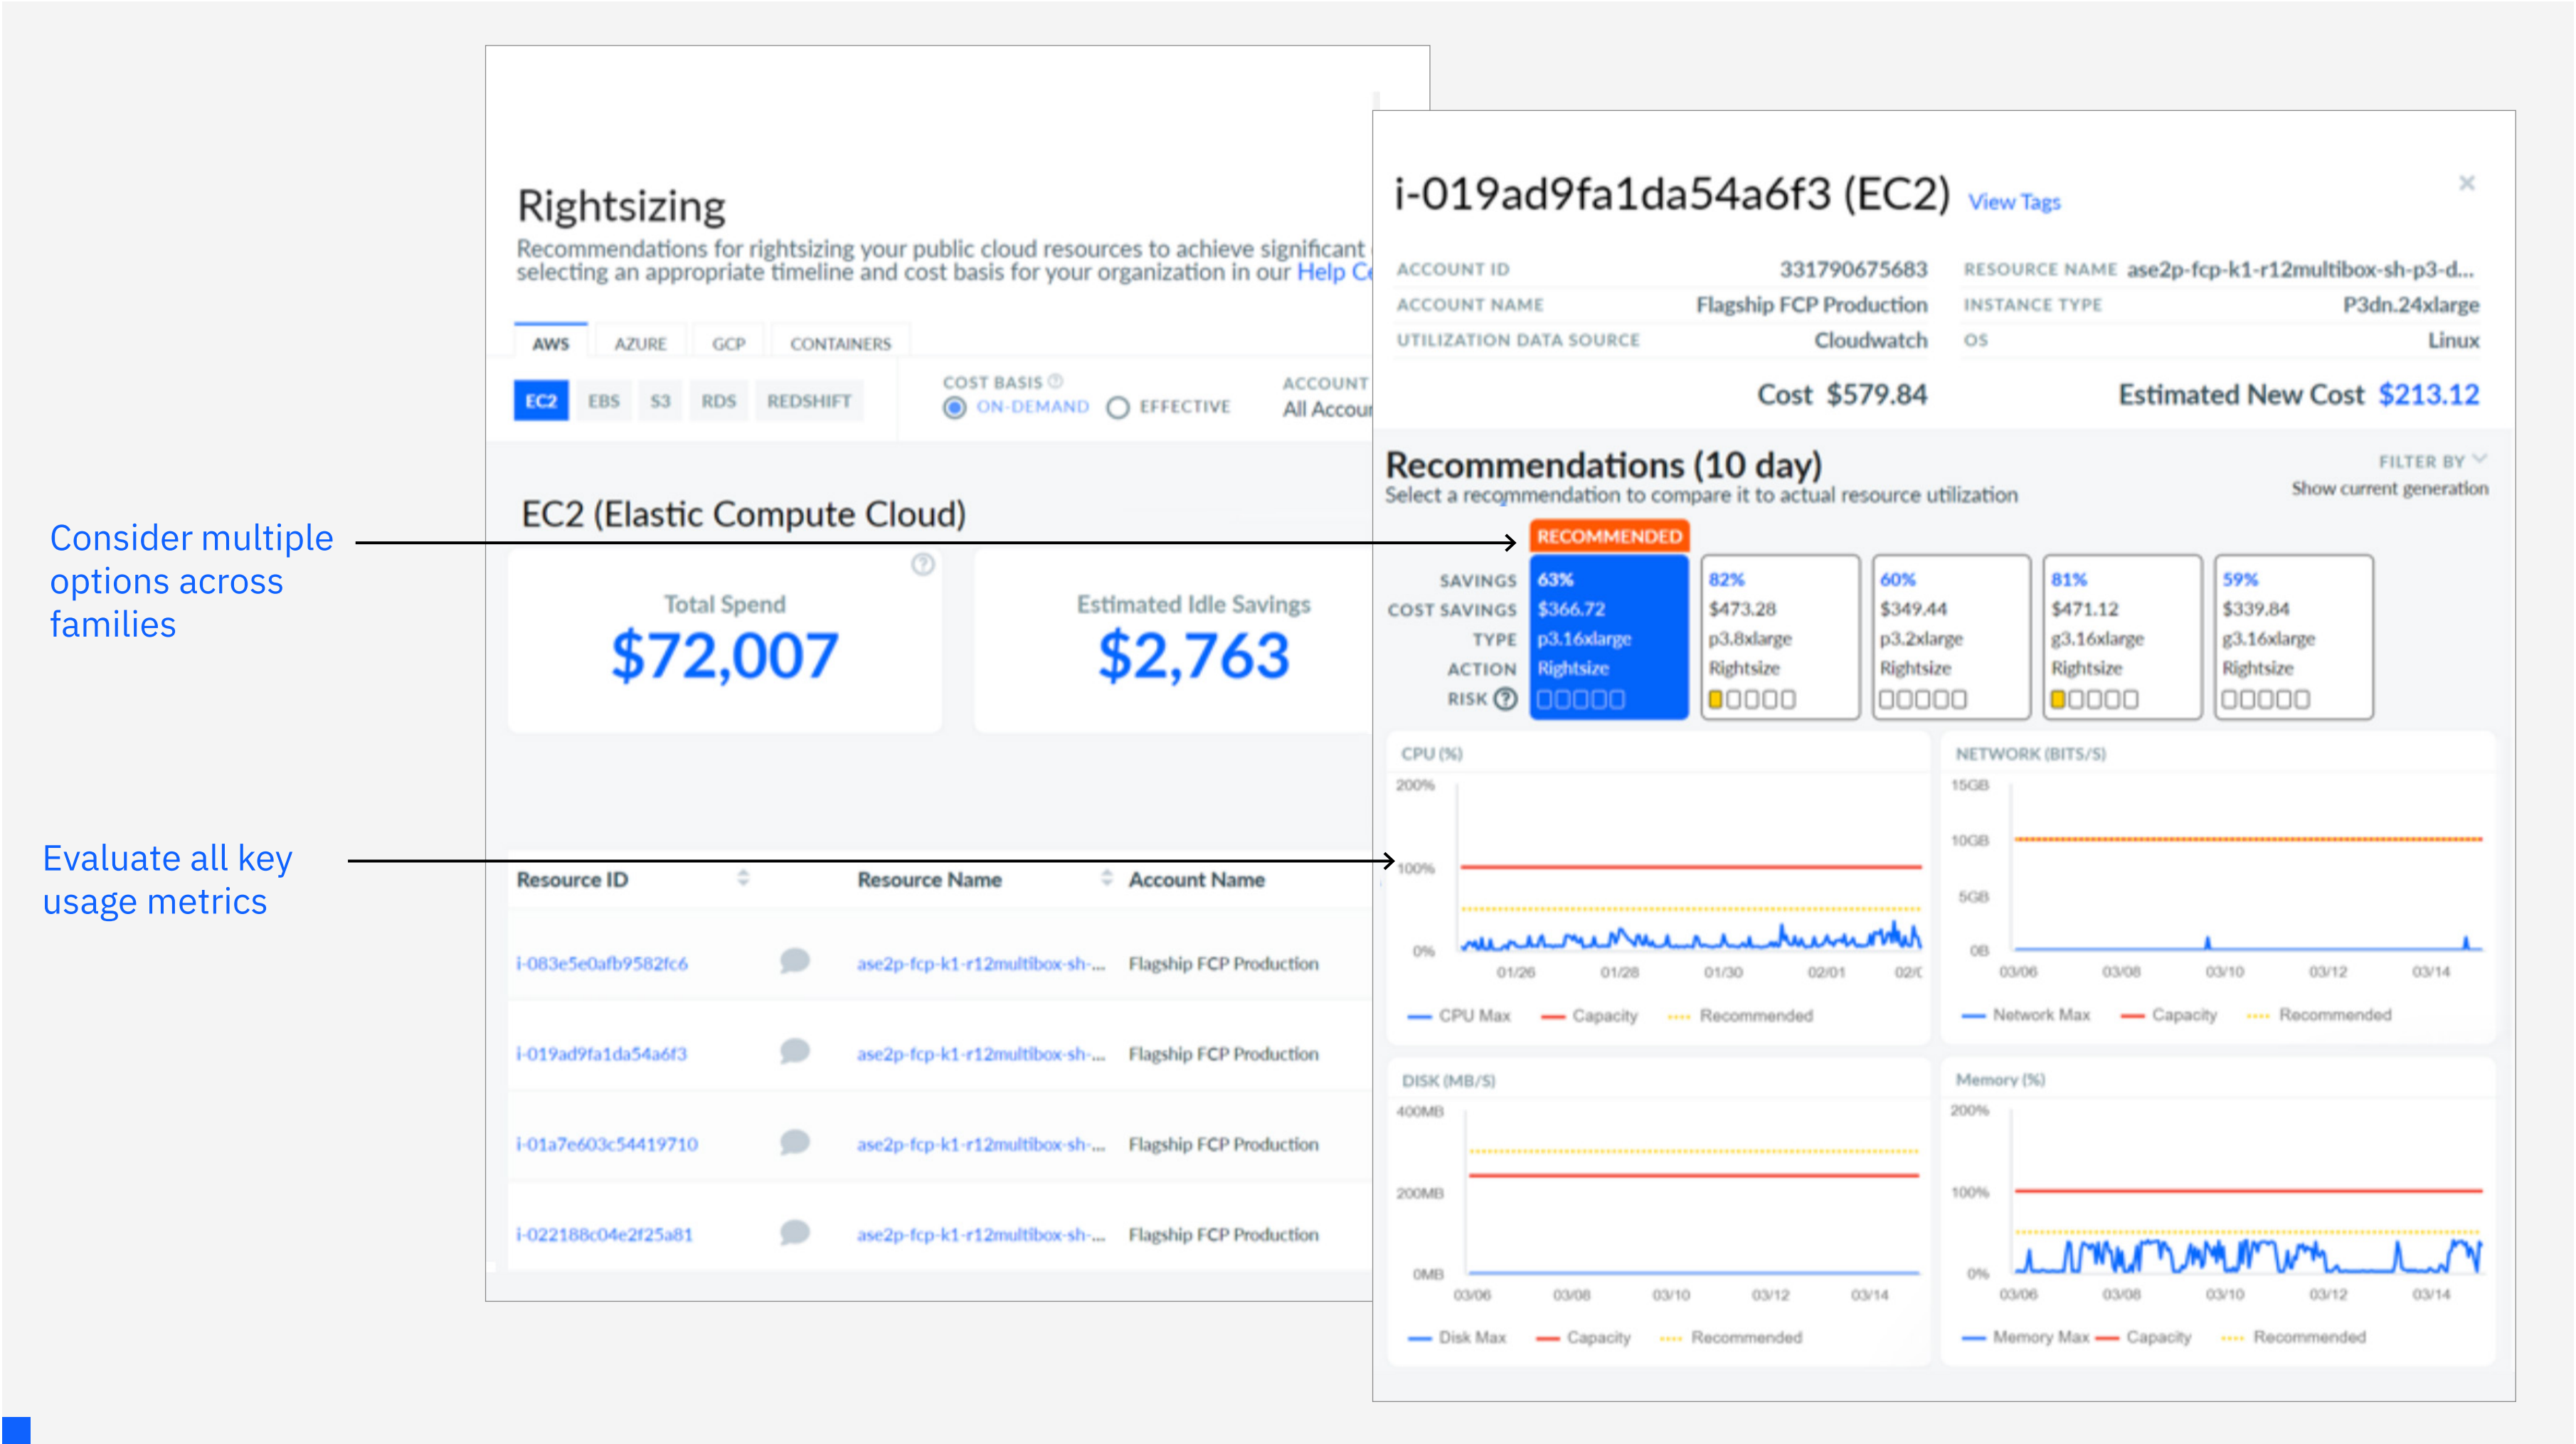 Consider multiple
options across
families
Evaluate all key
usage metrics
Rightsizing
Recommendations for rightsizing your public cloud resources to achieve significant
selecting an appropriate timeline and cost basis for your organization in our Help Ce
AWS AZURE GCP CONTAINERS
EC2 EBS S3 RDS REDSHIFT
COST BASIS ?
ON-DEMAND EFFECTIVE
ACCOUNT
All Accour
EC2 (Elastic Compute Cloud)
?
Total Spend
$72,007
Estimated Idle Savings
$2,763
Resource ID Resource Name Account Name
i-083e5e0afb9582fc6 ase2p-fcp-k1-r12multibox-sh-... Flagship FCP Production
i-019ad9fa1da54a6f3 ase2p-fcp-k1-r12multibox-sh-... Flagship FCP Production
i-01a7e603c54419710 ase2p-fcp-k1-r12multibox-sh-... Flagship FCP Production
i-022188c04e2f25a81 ase2p-fcp-k1-r12multibox-sh-... Flagship FCP Production
i-019ad9fa1da54a6f3 (EC2) View Tags
×
ACCOUNT ID 331790675683 RESOURCE NAME ase2p-fcp-k1-r12multibox-sh-p3-d...
ACCOUNT NAME Flagship FCP Production INSTANCE TYPE P3dn.24xlarge
UTILIZATION DATA SOURCE Cloudwatch OS Linux
Cost $579.84 Estimated New Cost $213.12
Recommendations (10 day)
Select a recommendation to compare it to actual resource utilization
FILTER BY
Show current generation
RECOMMENDED
SAVINGS 63% 82% 60% 81% 59%
COST SAVINGS $366.72 $473.28 $349.44 $471.12 $339.84
TYPE p3.16xlarge p3.8xlarge p3.2xlarge g3.16xlarge g3.16xlarge
ACTION Rightsize Rightsize Rightsize Rightsize Rightsize
RISK ?
CPU (%)
200%
100%
0%
01/26 01/28 01/30 02/01 02/0
CPU Max Capacity Recommended
NETWORK (BITS/S)
15GB
10GB
5GB
0B
03/06 03/08 03/10 03/12 03/14
Network Max Capacity Recommended
DISK (MB/S)
400MB
200MB
0MB
03/06 03/08 03/10 03/12 03/14
Disk Max Capacity Recommended
Memory (%)
200%
100%
0%
03/06 03/08 03/10 03/12 03/14
Memory Max Capacity Recommended